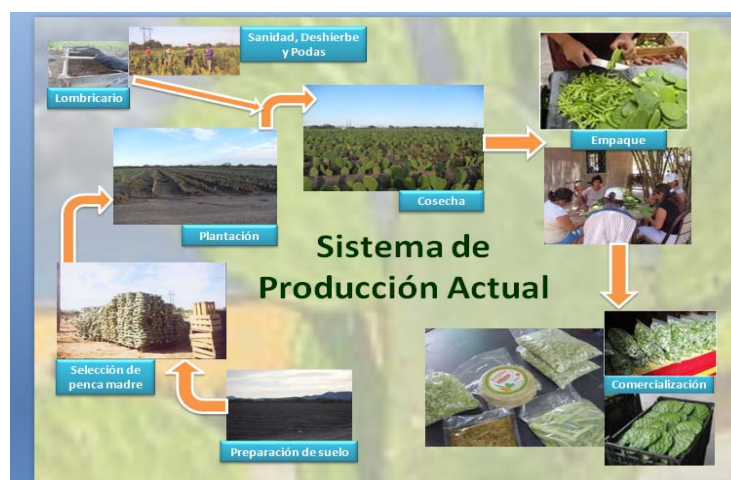 Sanidad, Deshierbe
y Podas
Lombricario
Empaque
Cosecha
Plantación
Sistema de
Producción Actual
Selección de
penca madre
Comercialización
Preparación de suelo